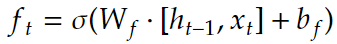 f_t = σ(W_f · [h_{t−1}, x_t] + b_f)